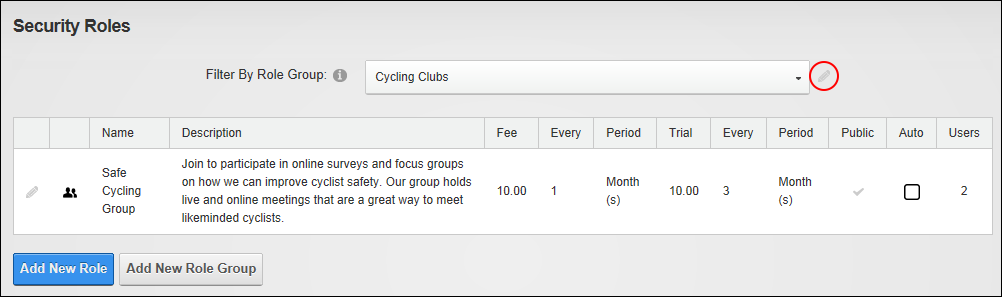 Security Roles
Filter By Role Group:
Cycling Clubs
Name Description Fee Every Period Trial Every Period Public Auto Users
Safe Cycling Group
Join to participate in online surveys and focus groups
on how we can improve cyclist safety. Our group holds
live and online meetings that are a great way to meet
likeminded cyclists.
10.00 1 Month (s) 10.00 3 Month (s) 2
Add New Role Add New Role Group